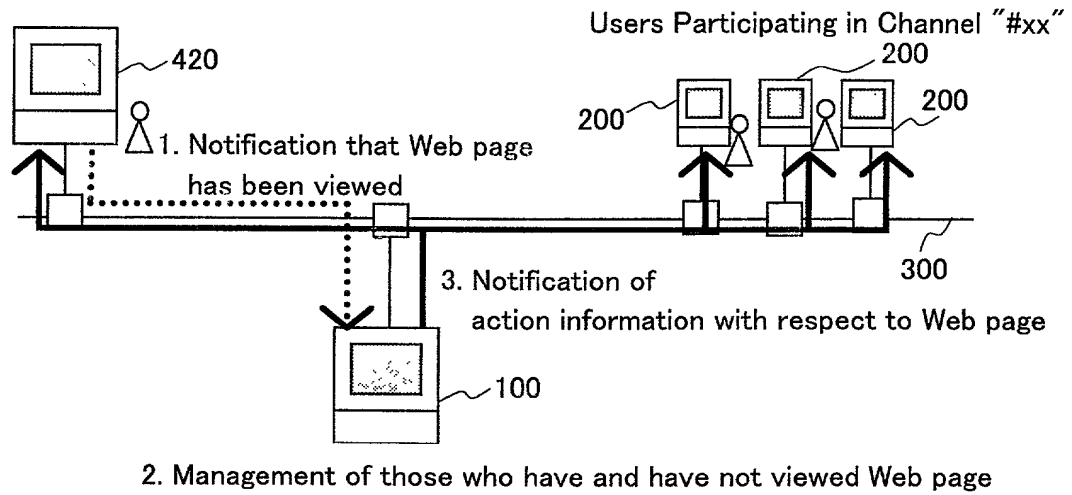 Users Participating in Channel "#xx"
420
200
200
200
1. Notification that Web page
has been viewed
300
3. Notification of
action information with respect to Web page
100
2. Management of those who have and have not viewed Web page